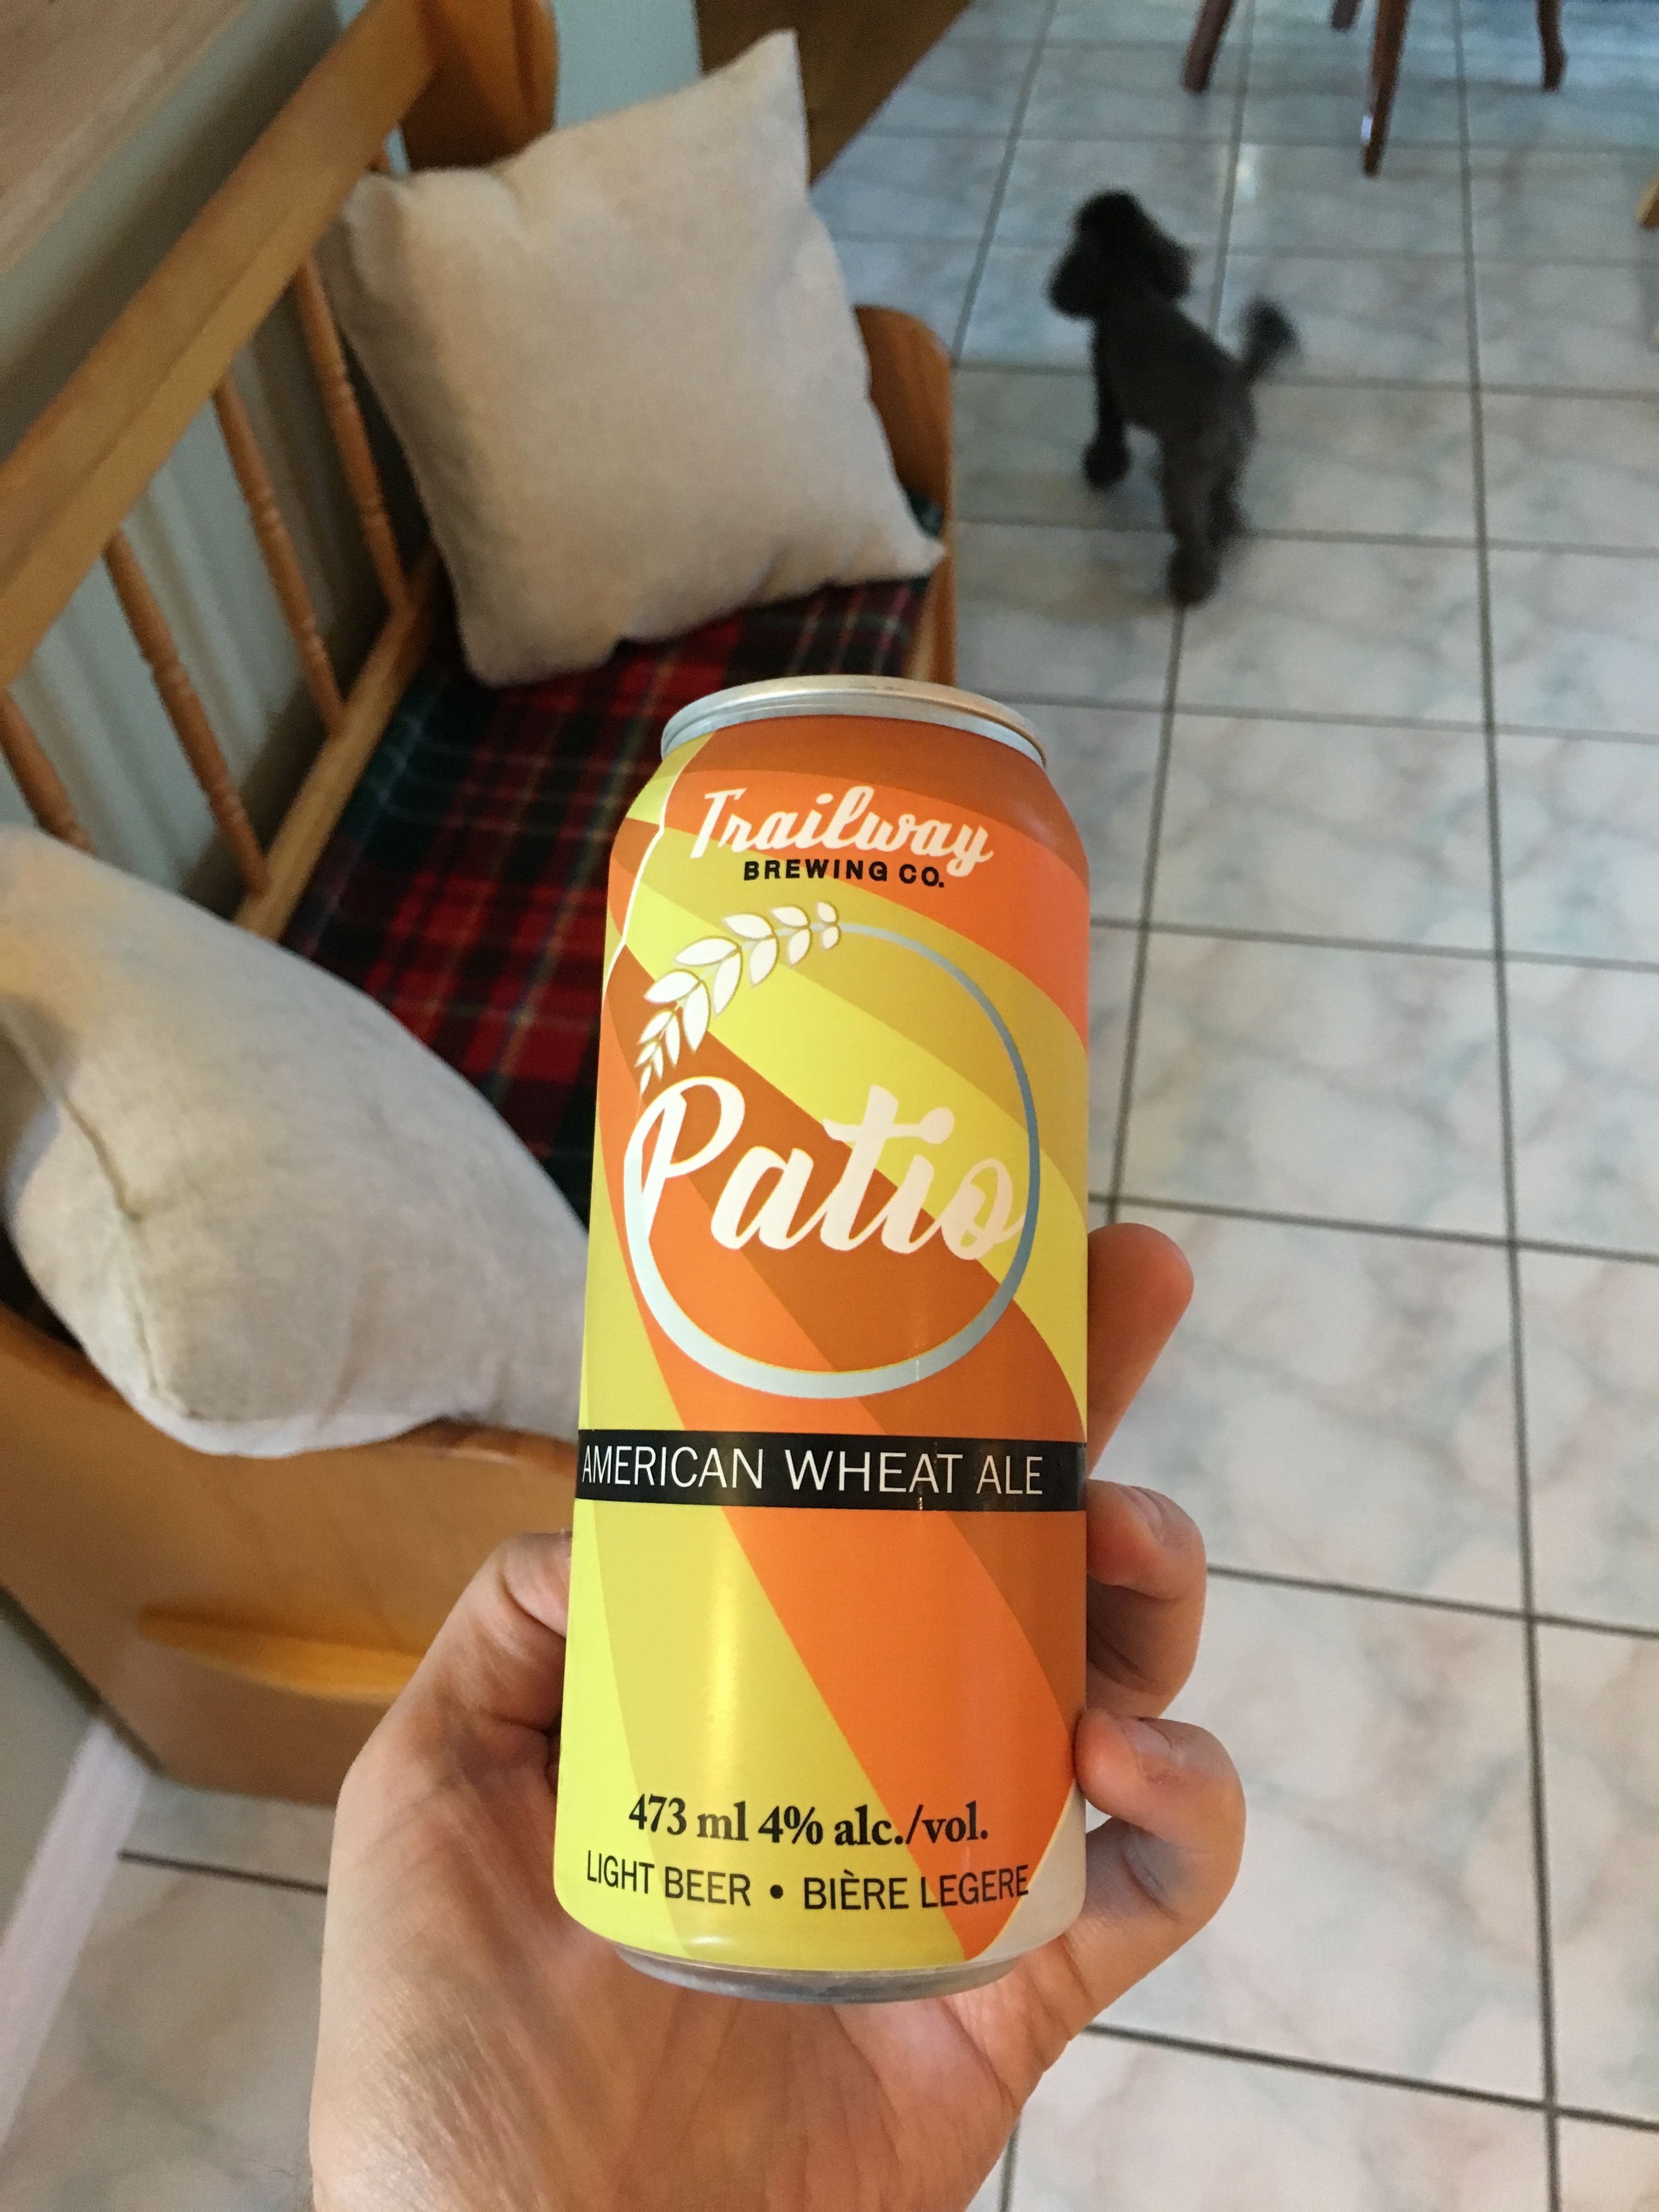 Trailway
BREWING CO.
Patio
AMERICAN WHEAT ALE
473 ml 4% alc./vol.
LIGHT BEER • BIÈRE LEGERE